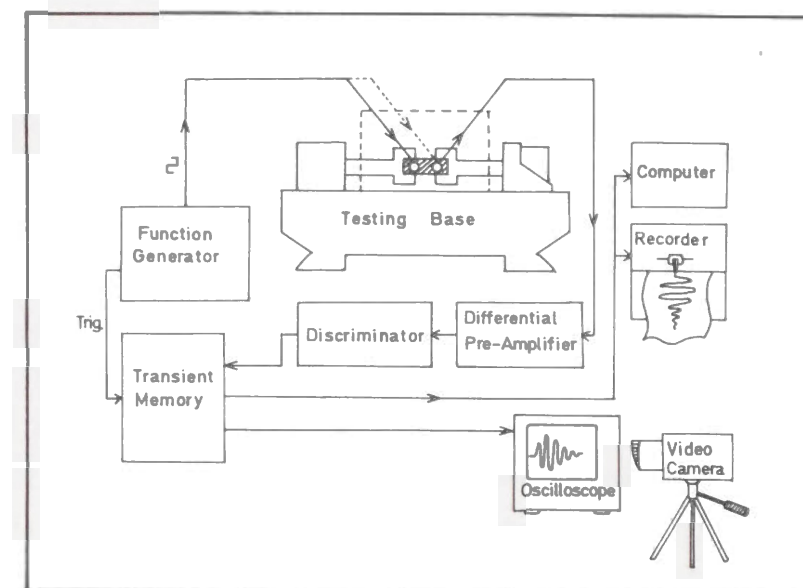 Function
Generator
Testing Base
Computer
Recorder
Trig.
Transient
Memory
Discriminator
Differential
Pre-Amplifier
Oscilloscope
Video
Camera